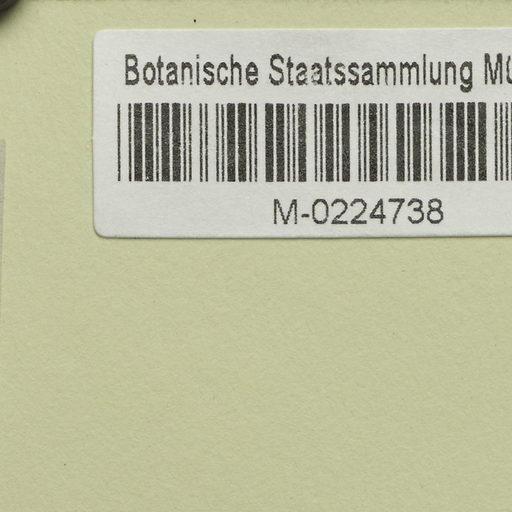 Botanische Staatssammlung
M-0224738